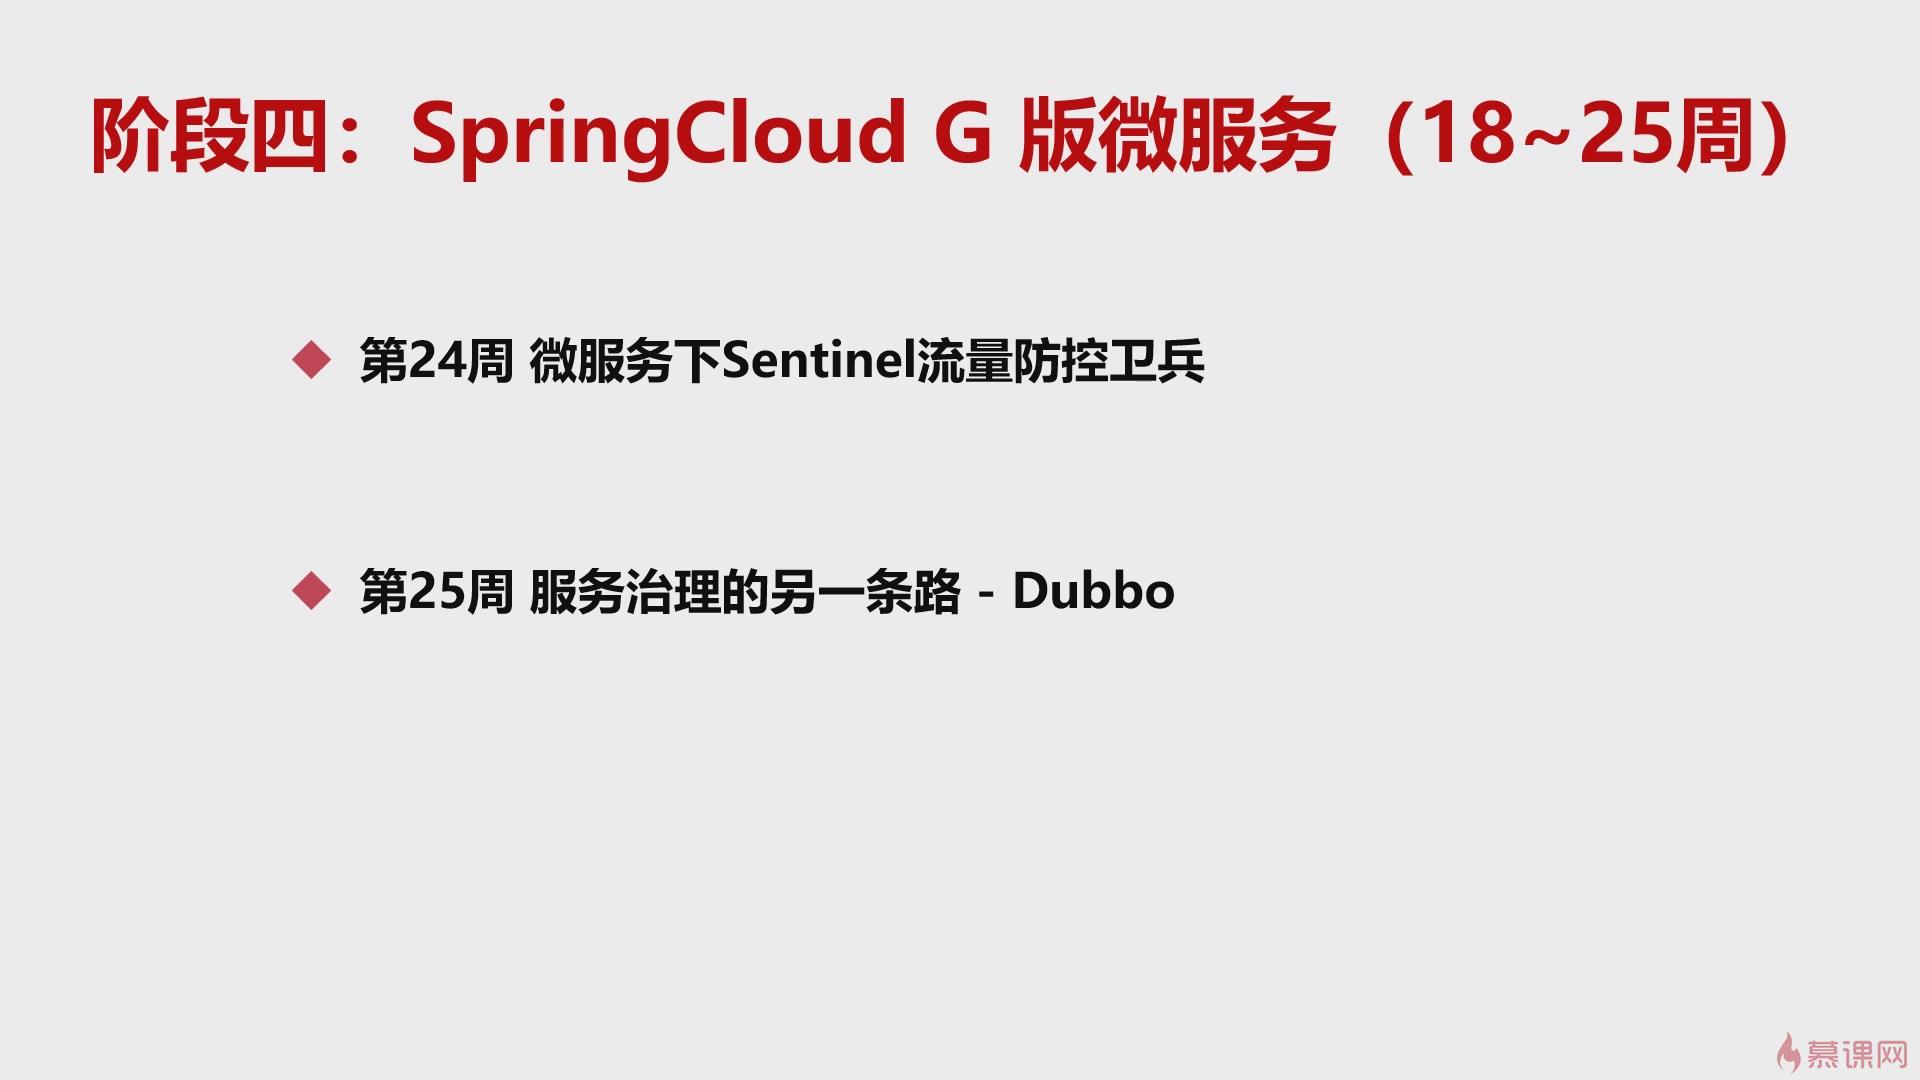 阶段四：SpringCloud G 版微服务（18~25周）
第24周 微服务下Sentinel流量防控卫兵
第25周 服务治理的另一条路 - Dubbo
慕课网